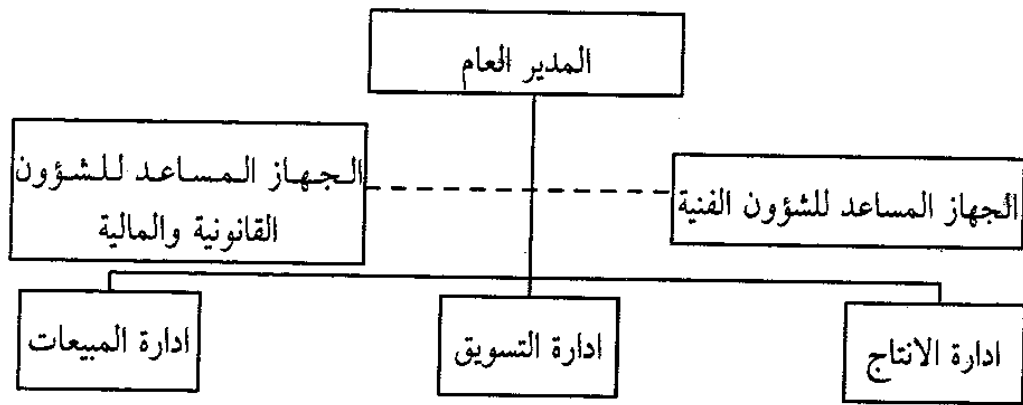 المدير العام
الجهاز المساعد للشؤون الفنية
الجهاز المساعد للشؤون
القانونية والمالية
ادارة الانتاج
ادارة التسويق
ادارة المبيعات